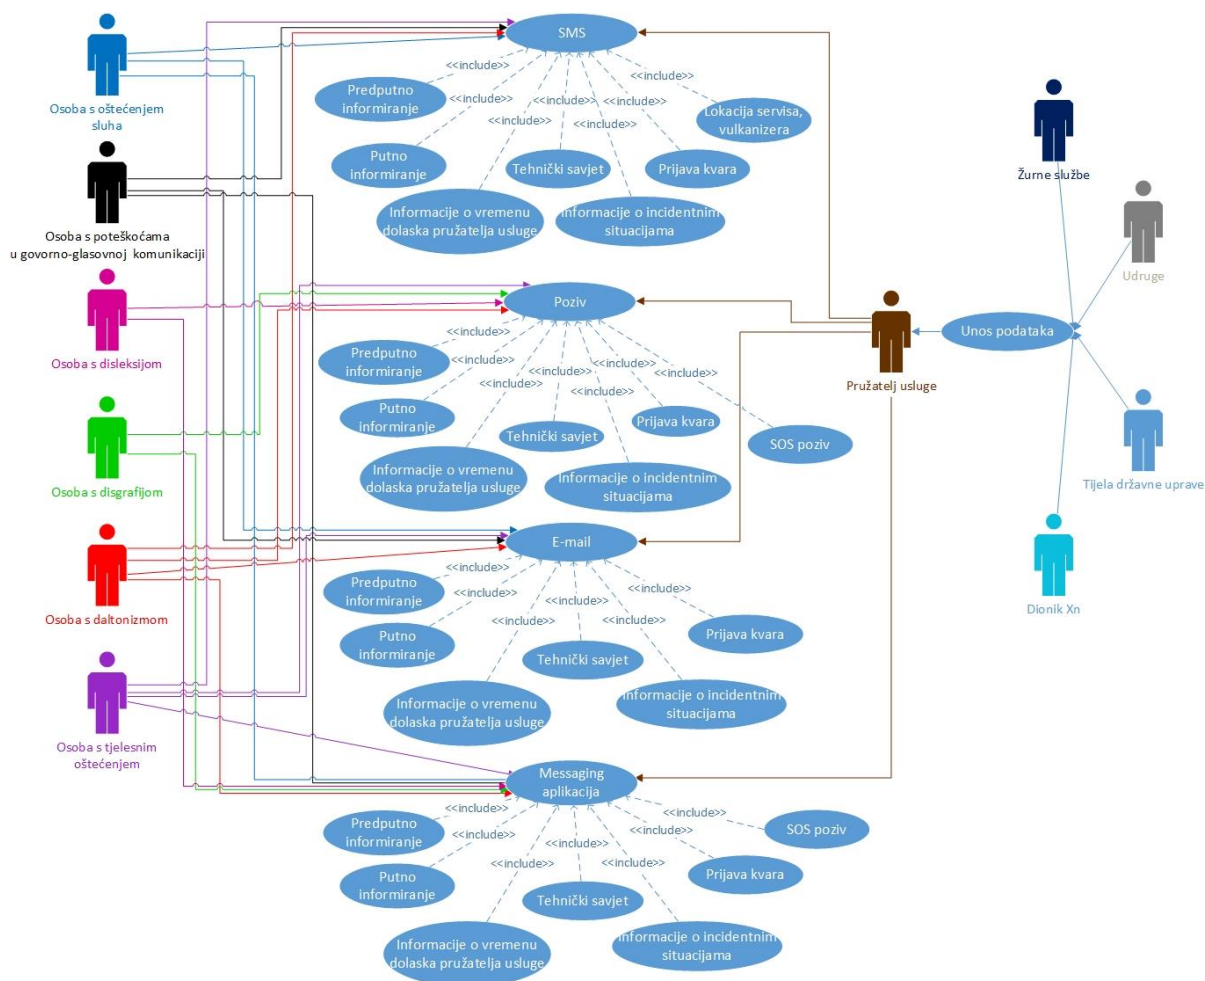 SMS
<<include>>
<<include>>
<<include>>
<<include>>
<<include>>
<<include>>
<<include>>
Predputno
informiranje
Lokacija servisa,
vulkanizera
Putno
informiranje
Tehnički savjet
Prijava kvara
Informacije o vremenu
dolaska pružatelja usluge
Informacije o incidentnim
situacijama
Osoba s oštećenjem
sluha
Osoba s poteškoćama
u govorno-glasovnoj komunikaciji
Osoba s disleksijom
Osoba s disgrafijom
Osoba s daltonizmom
Osoba s tjelesnim
oštećenjem
Poziv
<<include>>
<<include>>
<<include>>
<<include>>
<<include>>
<<include>>
<<include>>
Predputno
informiranje
Putno
informiranje
Tehnički savjet
Prijava kvara
SOS poziv
Informacije o vremenu
dolaska pružatelja usluge
Informacije o incidentnim
situacijama
E-mail
<<include>>
<<include>>
<<include>>
<<include>>
<<include>>
<<include>>
Predputno
informiranje
Putno
informiranje
Tehnički savjet
Prijava kvara
Informacije o vremenu
dolaska pružatelja usluge
Informacije o incidentnim
situacijama
Messaging
aplikacija
<<include>>
<<include>>
<<include>>
<<include>>
<<include>>
<<include>>
<<include>>
Predputno
informiranje
SOS poziv
Putno
informiranje
Tehnički savjet
Prijava kvara
Informacije o vremenu
dolaska pružatelja usluge
Informacije o incidentnim
situacijama
Pružatelj usluge
Unos podataka
Žurne službe
Udruge
Tijela državne uprave
Dionik Xn